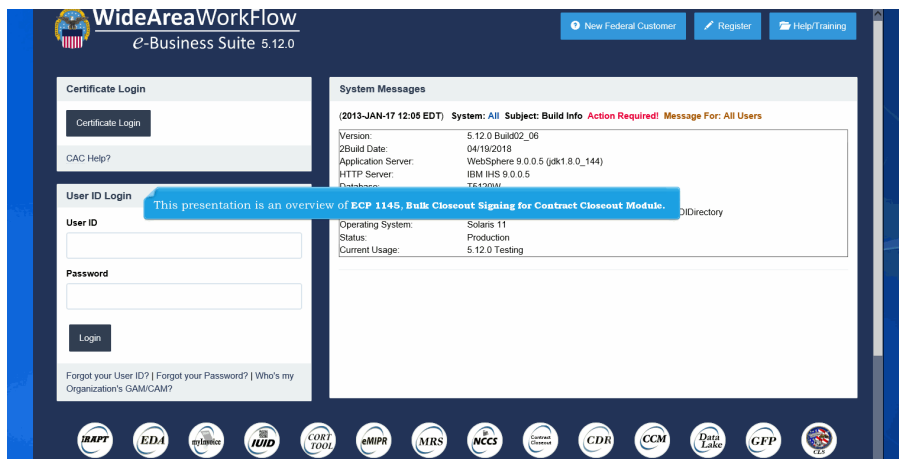 WideAreaWorkFlow
e-Business Suite 5.12.0
New Federal Customer
Register
Help/Training
Certificate Login
Certificate Login
CAC Help?
User ID Login
User ID
Password
Login
Forgot your User ID? | Forgot your Password? | Who's my
Organization's GAM/CAM?
System Messages
(2013-JAN-17 12:05 EDT) System: All Subject: Build Info Action Required! Message For: All Users
Version: 5.12.0 Build02_06
2Build Date: 04/19/2018
Application Server: WebSphere 9.0.0.5 (jdk1.8.0_144)
HTTP Server: IBM IHS 9.0.0.5
Database: T5120W
This presentation is an overview of ECP 1145, Bulk Closeout Signing for Contract Closeout Module.
Operating System: Solaris 11
Status: Production
Current Usage: 5.12.0 Testing
iRAPT
EDA
myInvoice
IUID
CORT
TOOL
eMIPR
MRS
NCCS
Contract
Closeout
CDR
CCM
Data
Lake
GFP
CLS